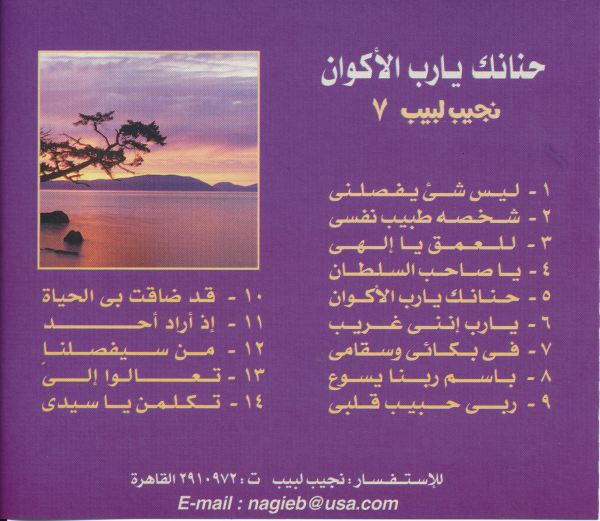 حنانك يارب الأكوان
نجيب لبيب ٧
١ - ليس شئ يفصلنى
٢ - شخصه طبيب نفسى
٣ - للعمق يا إلهى
٤ - يا صاحب السلطان
٥ - حنانك يارب الأكوان
٦ - يارب إننى غريب
٧ - فى بكائى وسقامى
٨ - باسم ربنا يسوع
٩ - ربى حبيب قلبى
١٠ - قد ضاقت بى الحياة
١١ - إذ أراد أحد
١٢ - من سيفصلنا
١٣ - تعالوا إلىَّ
١٤ - تكلمن يا سيدى
للإستفسار : نجيب لبيب ت : ٢٩١٠٩٧٢ القاهرة
E-mail : nagieb@usa.com